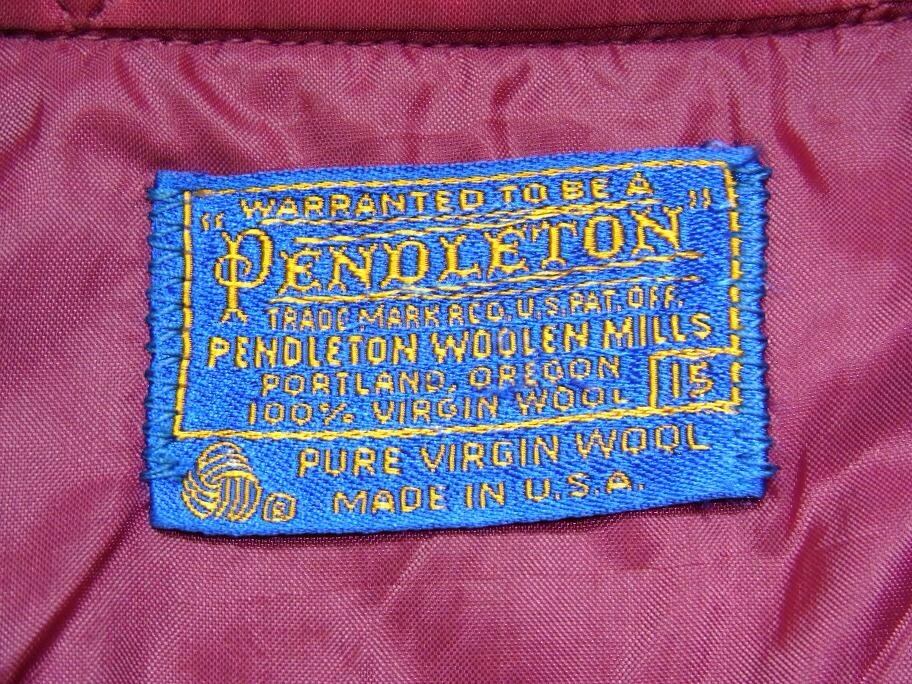 "WARRANTED TO BE A"
PENDLETON
TRADE MARK REG. U.S. PAT. OFF.
PENDLETON WOOLEN MILLS
PORTLAND, OREGON
100% VIRGIN WOOL 15
PURE VIRGIN WOOL
® MADE IN U.S.A.